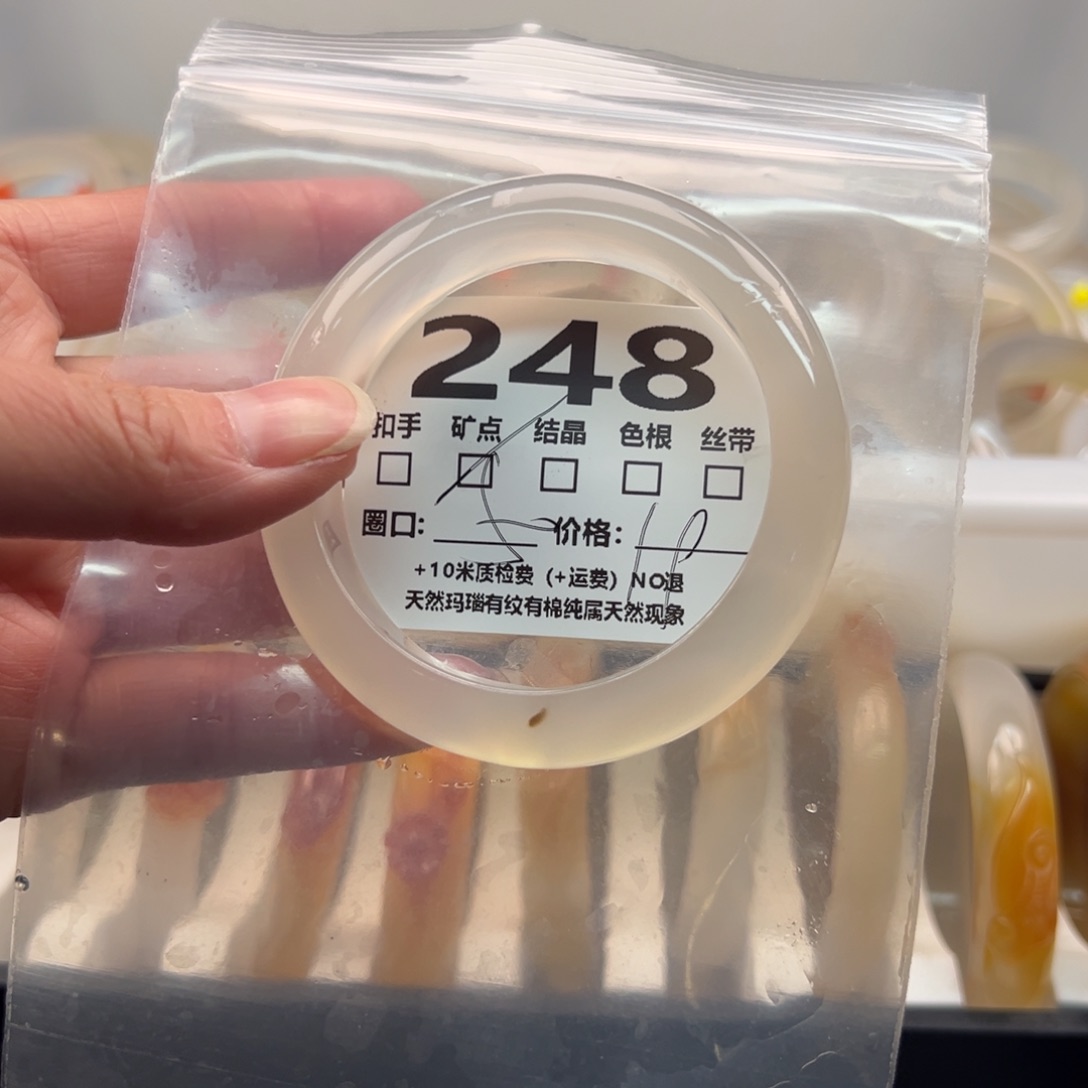 248
扣手 矿点 结晶 色根 丝带
圈口: 价格:
+10米质检费（+运费）NO退
天然玛瑙有纹有棉纯属天然现象